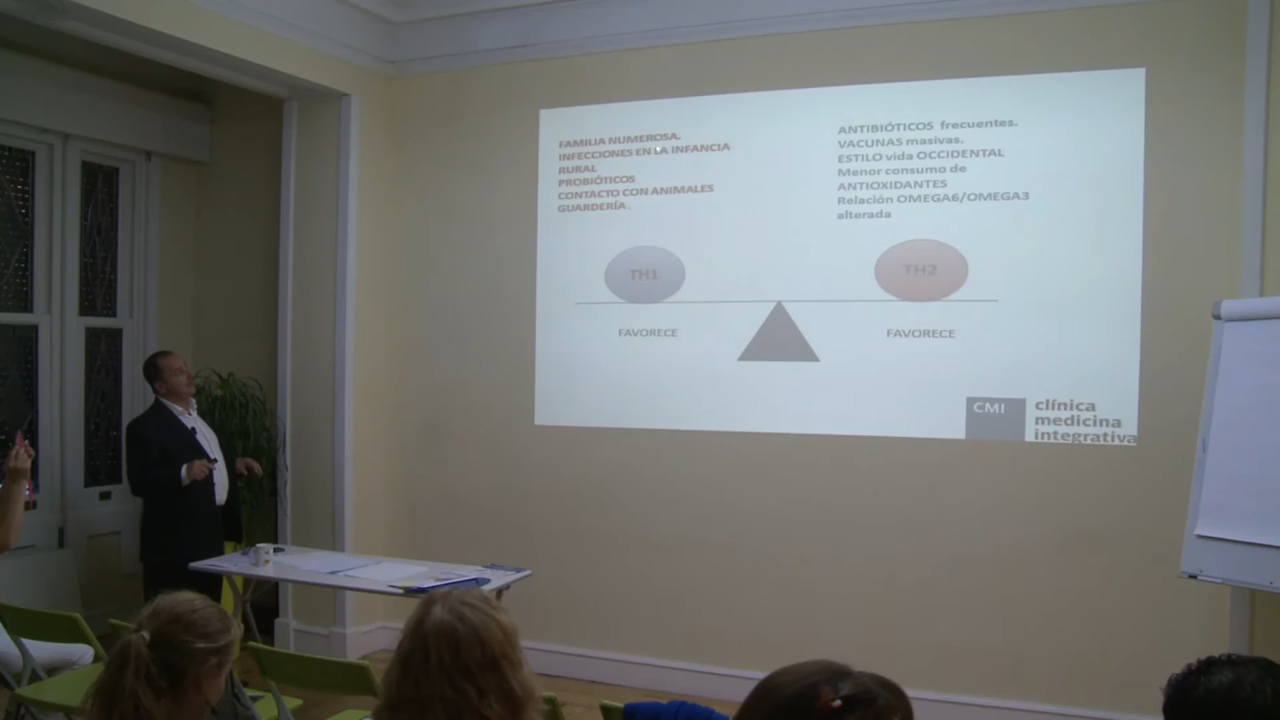 FAMILIA NUMEROSA.
INFECCIONES EN LA INFANCIA
RURAL
PROBIÓTICOS
CONTACTO CON ANIMALES
GUARDERÍA.
ANTIBIÓTICOS frecuentes.
VACUNAS masivas.
ESTILO vida OCCIDENTAL
Menor consumo de
ANTIOXIDANTES
Relación OMEGA6/OMEGA3
alterada
TH1
TH2
FAVORECE
FAVORECE
CMI
clínica
medicina
integrativa